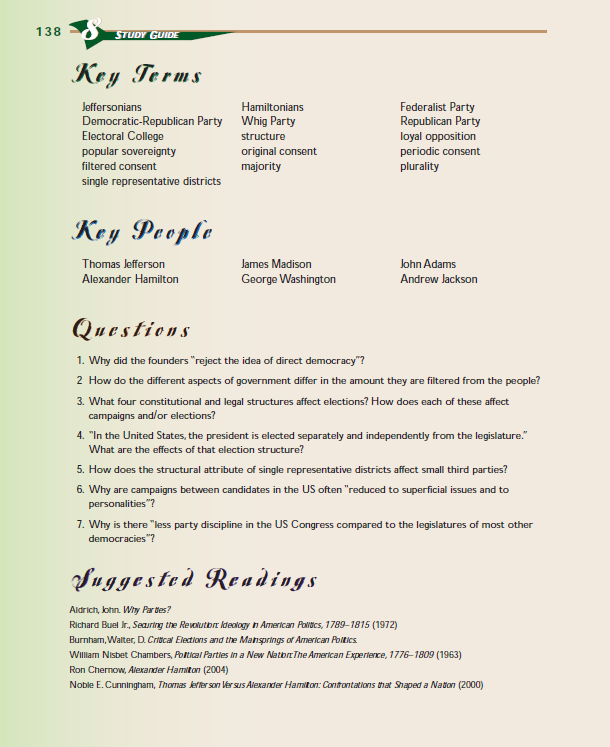 138 8 STUDY GUIDE
Key Terms
Jeffersonians Hamiltonians Federalist Party
Democratic-Republican Party Whig Party Republican Party
Electoral College structure loyal opposition
popular sovereignty original consent periodic consent
filtered consent majority plurality
single representative districts
Key People
Thomas Jefferson James Madison John Adams
Alexander Hamilton George Washington Andrew Jackson
Questions
1. Why did the founders "reject the idea of direct democracy"?
2 How do the different aspects of government differ in the amount they are filtered from the people?
3. What four constitutional and legal structures affect elections? How does each of these affect
campaigns and/or elections?
4. "In the United States, the president is elected separately and independently from the legislature."
What are the effects of that election structure?
5. How does the structural attribute of single representative districts affect small third parties?
6. Why are campaigns between candidates in the US often "reduced to superficial issues and to
personalities"?
7. Why is there "less party discipline in the US Congress compared to the legislatures of most other
democracies"?
Suggested Readings
Aldrich, John. Why Parties?
Richard Buel Jr., Securing the Revolution: Ideology in American Politics, 1789–1815 (1972)
Burnham, Walter, D. Critical Elections and the Mainsprings of American Politics.
William Nisbet Chambers, Political Parties in a New Nation: The American Experience, 1776–1809 (1963)
Ron Chernow, Alexander Hamilton (2004)
Noble E. Cunningham, Thomas Jefferson Versus Alexander Hamilton: Confrontations that Shaped a Nation (2000)